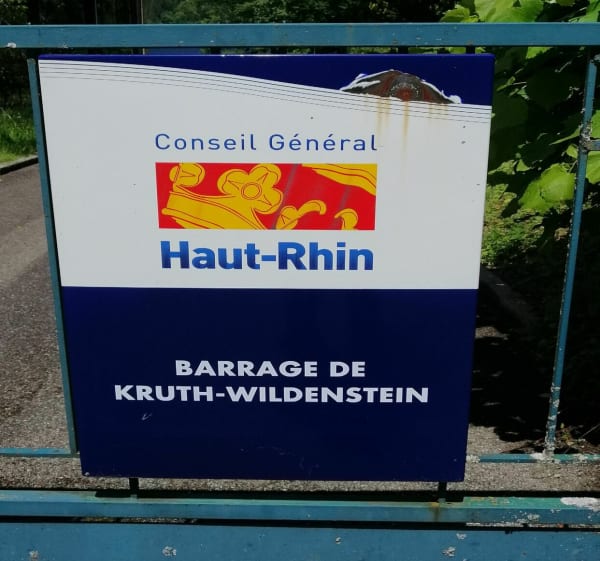 Conseil Général
Haut-Rhin
BARRAGE DE
KRUTH-WILDENSTEIN